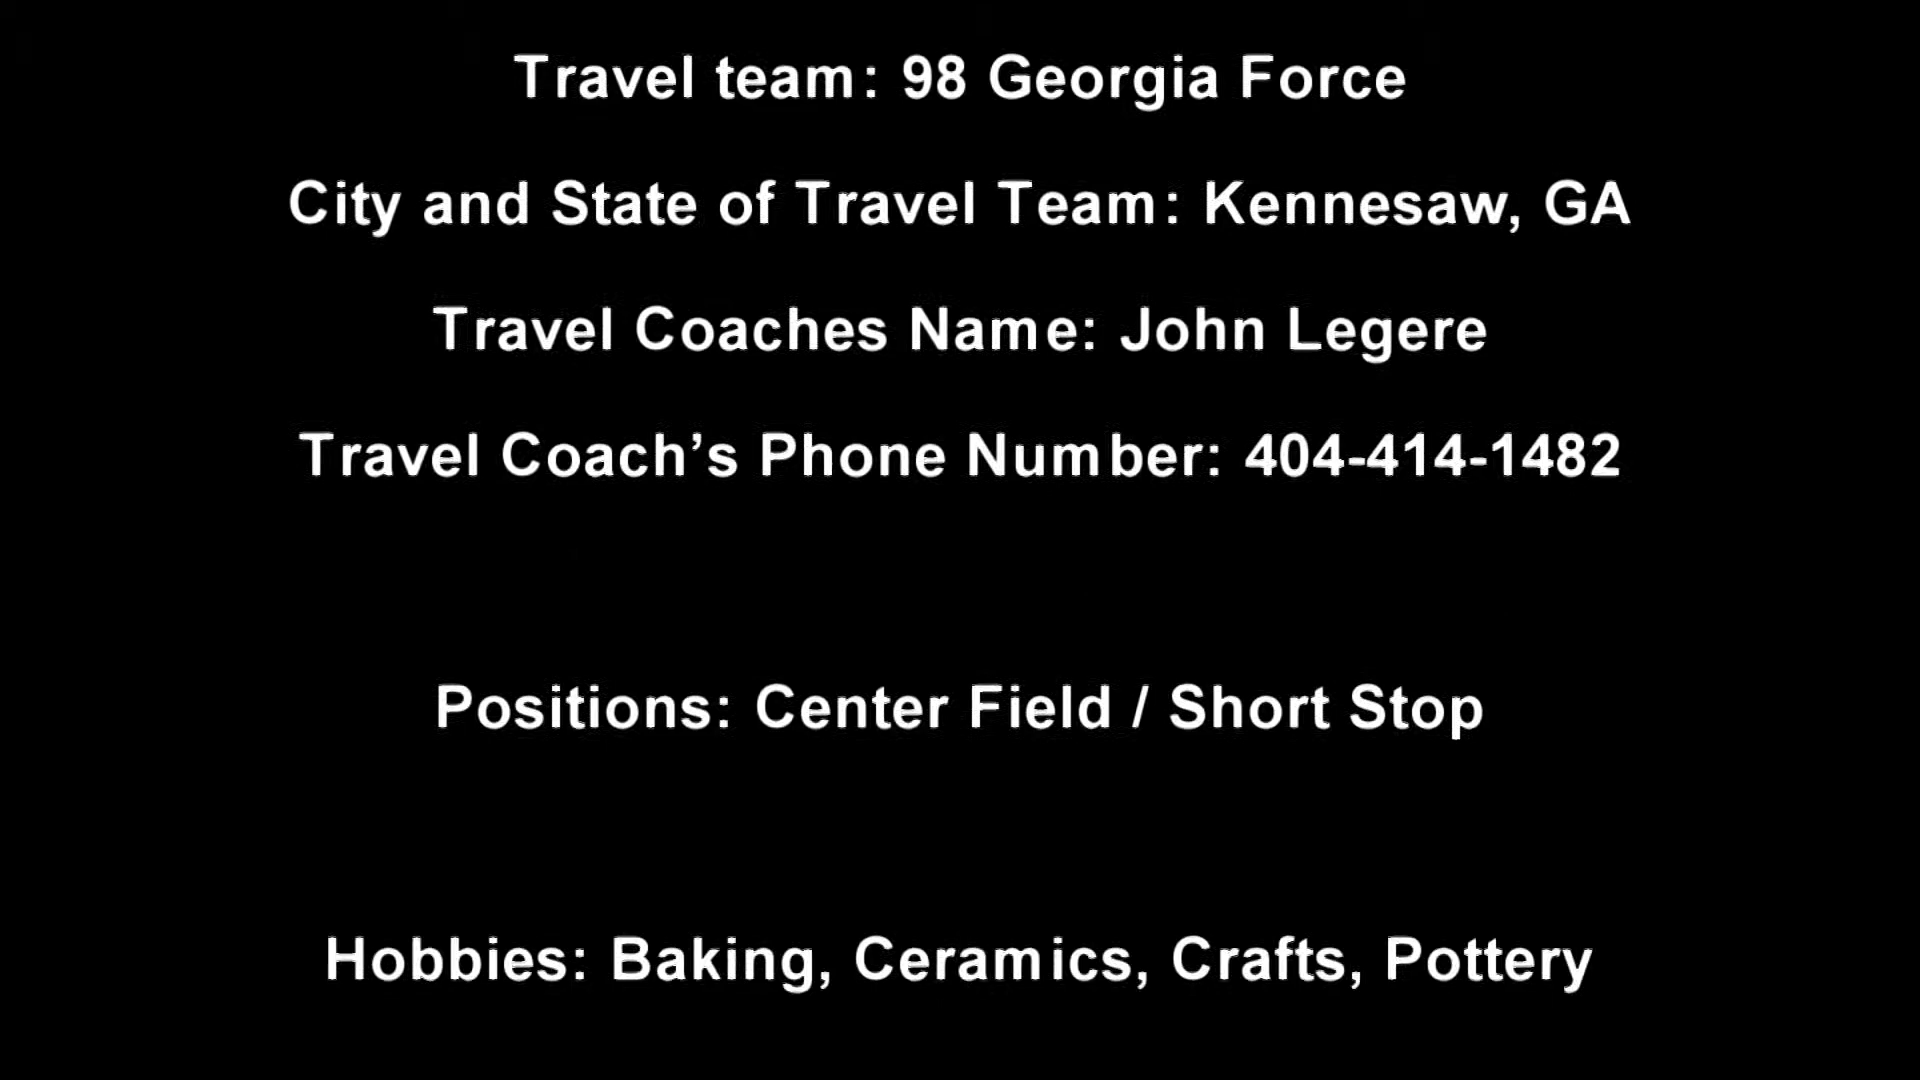 Travel team: 98 Georgia Force
City and State of Travel Team: Kennesaw, GA
Travel Coaches Name: John Legere
Travel Coach’s Phone Number: 404-414-1482
Positions: Center Field / Short Stop
Hobbies: Baking, Ceramics, Crafts, Pottery